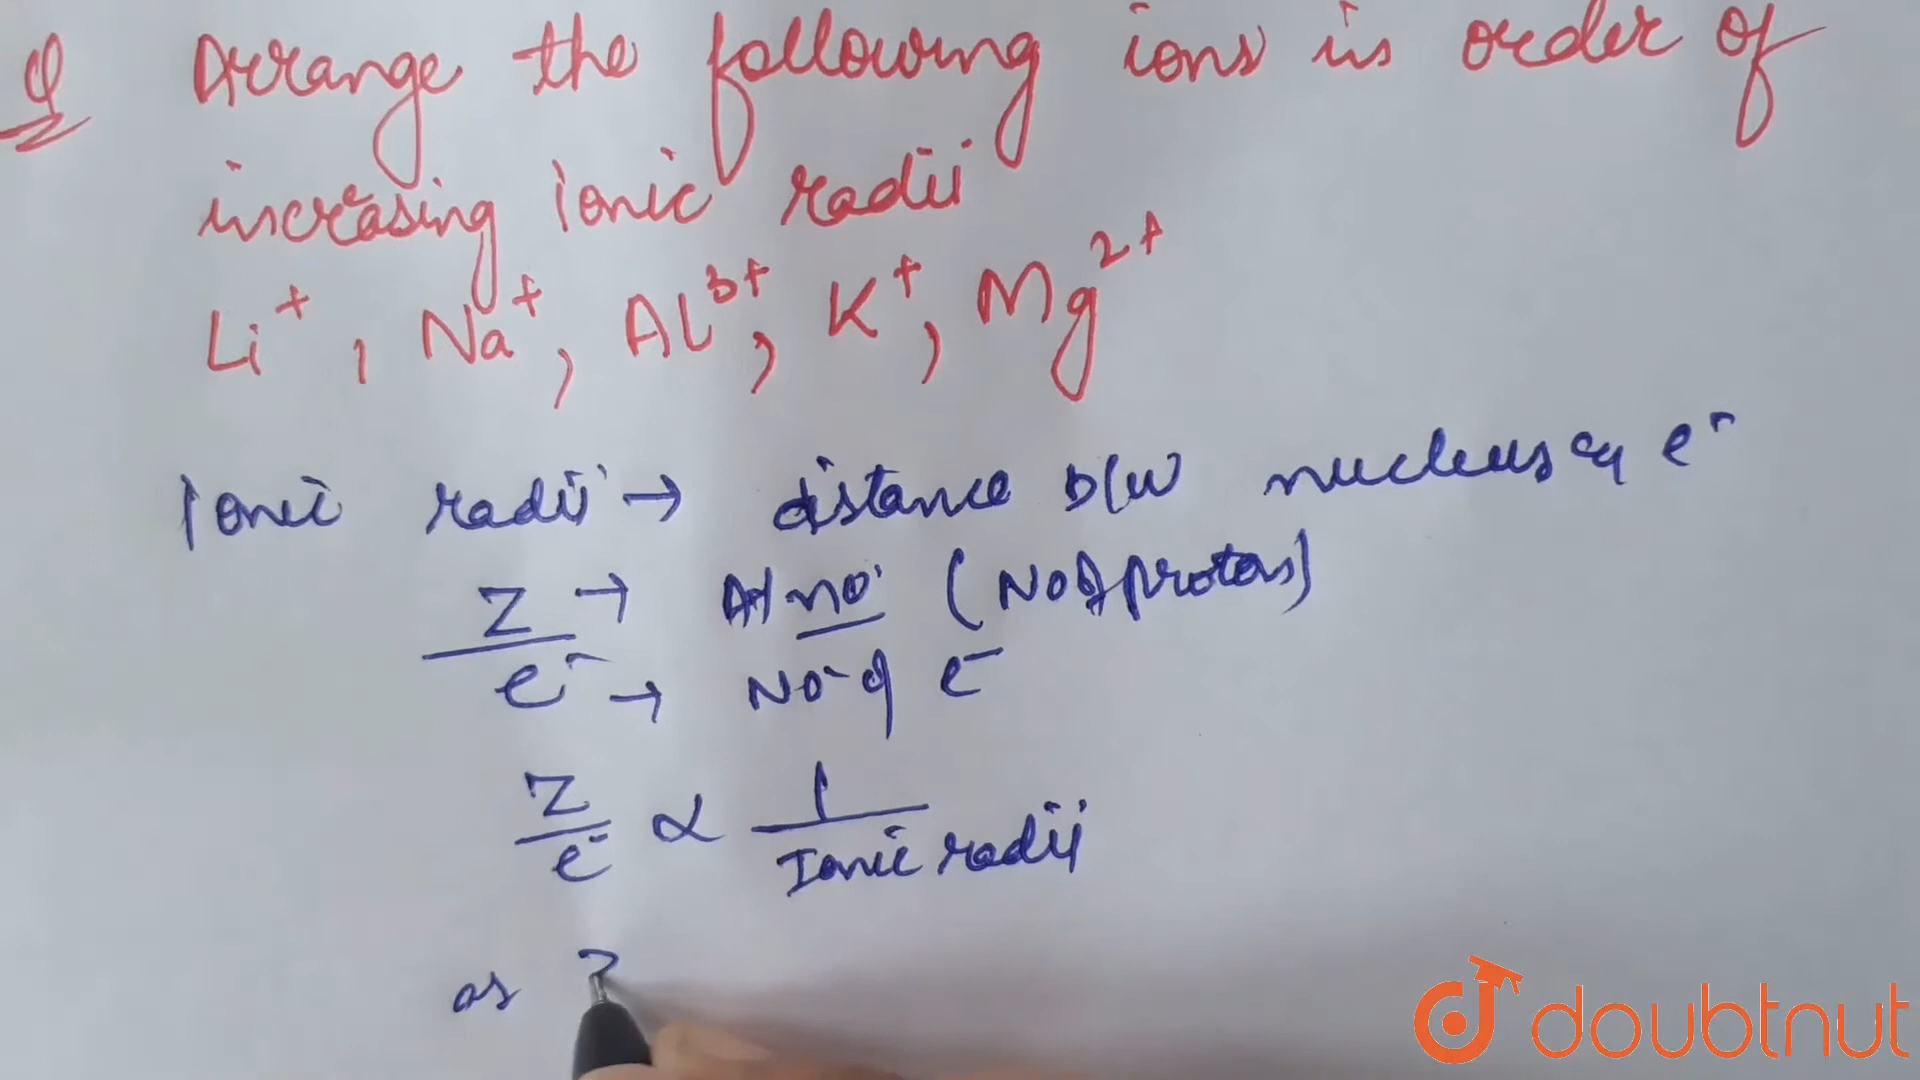 Q Arrange the following ions in order of
increasing Ionic radii
Li⁺, Na⁺, Al³⁺, K⁺, Mg²⁺
Ionic radii → distance b/w nucleus & e⁻
Z → At no. (No of protons)
e⁻ → No. of e⁻
Z/e⁻ ∝ 1/Ionic radii
as
doubtnut